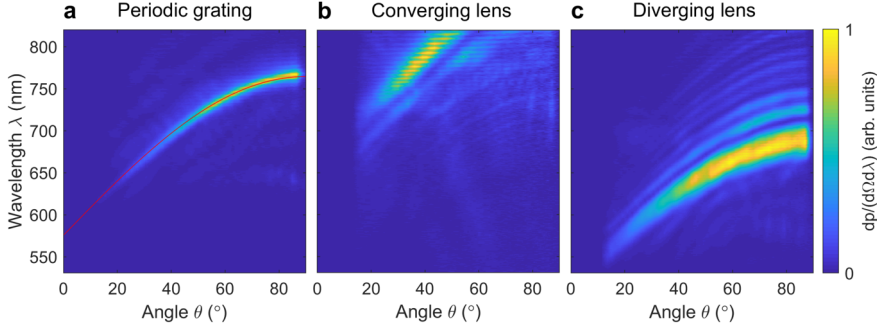 a Periodic grating
b Converging lens
c Diverging lens
Wavelength λ (nm)
800
750
700
650
600
550
0 20 40 60 80
Angle θ (°)
0 20 40 60 80
Angle θ (°)
0 20 40 60 80
Angle θ (°)
1
0
dp/(dΩdλ) (arb. units)